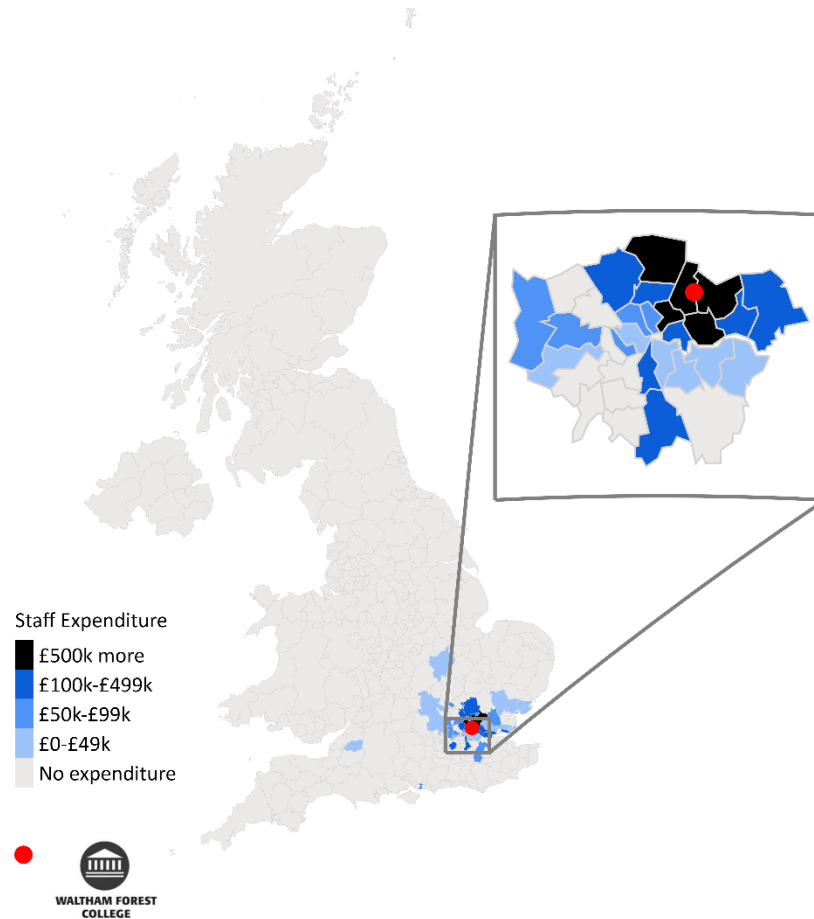 Staff Expenditure
£500k more
£100k-£499k
£50k-£99k
£0-£49k
No expenditure
WALTHAM FOREST
COLLEGE